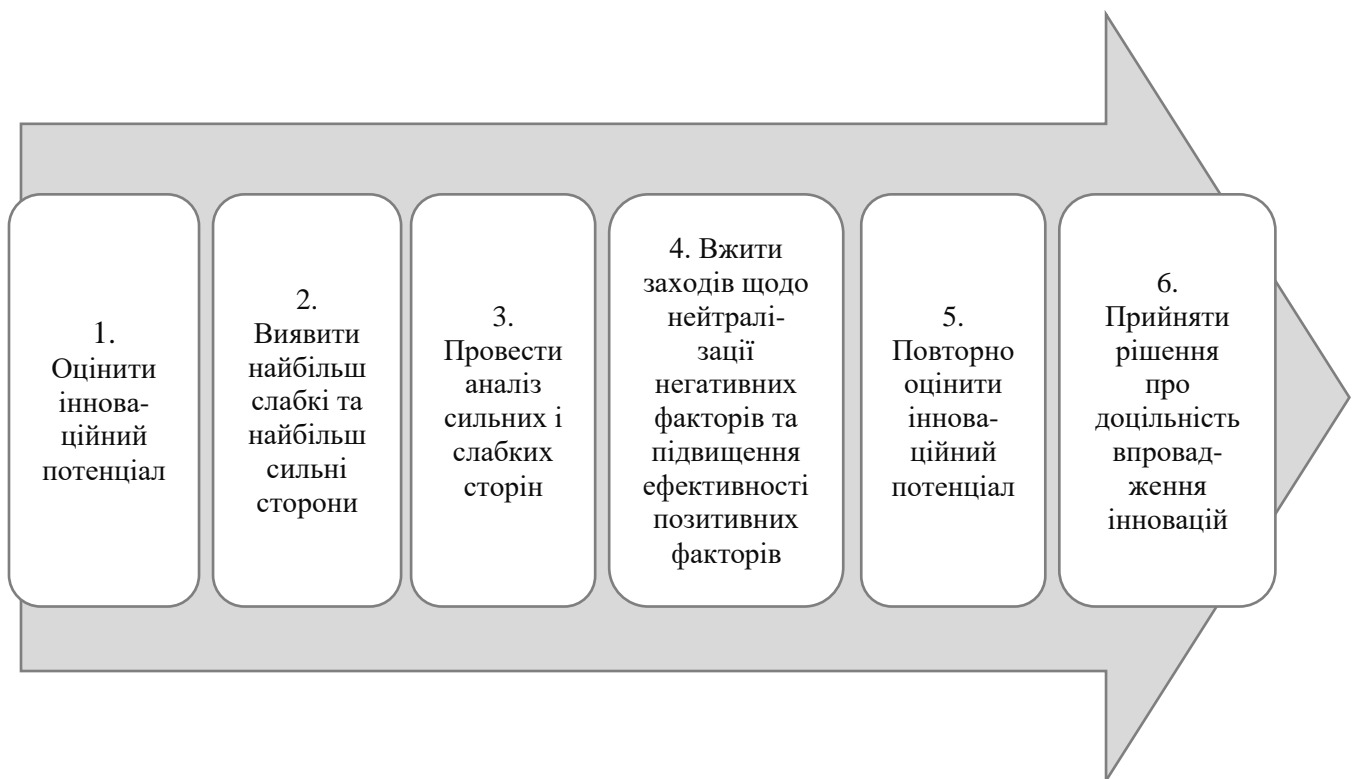 1.
Оцінити
іннова-
ційний
потенціал
2.
Виявити
найбільш
слабкі та
найбільш
сильні
сторони
3.
Провести
аналіз
сильних і
слабких
сторін
4. Вжити
заходів щодо
нейтралі-
зації
негативних
факторів та
підвищення
ефективності
позитивних
факторів
5.
Повторно
оцінити
іннова-
ційний
потенціал
6.
Прийняти
рішення
про
доцільність
впровад-
ження
інновацій